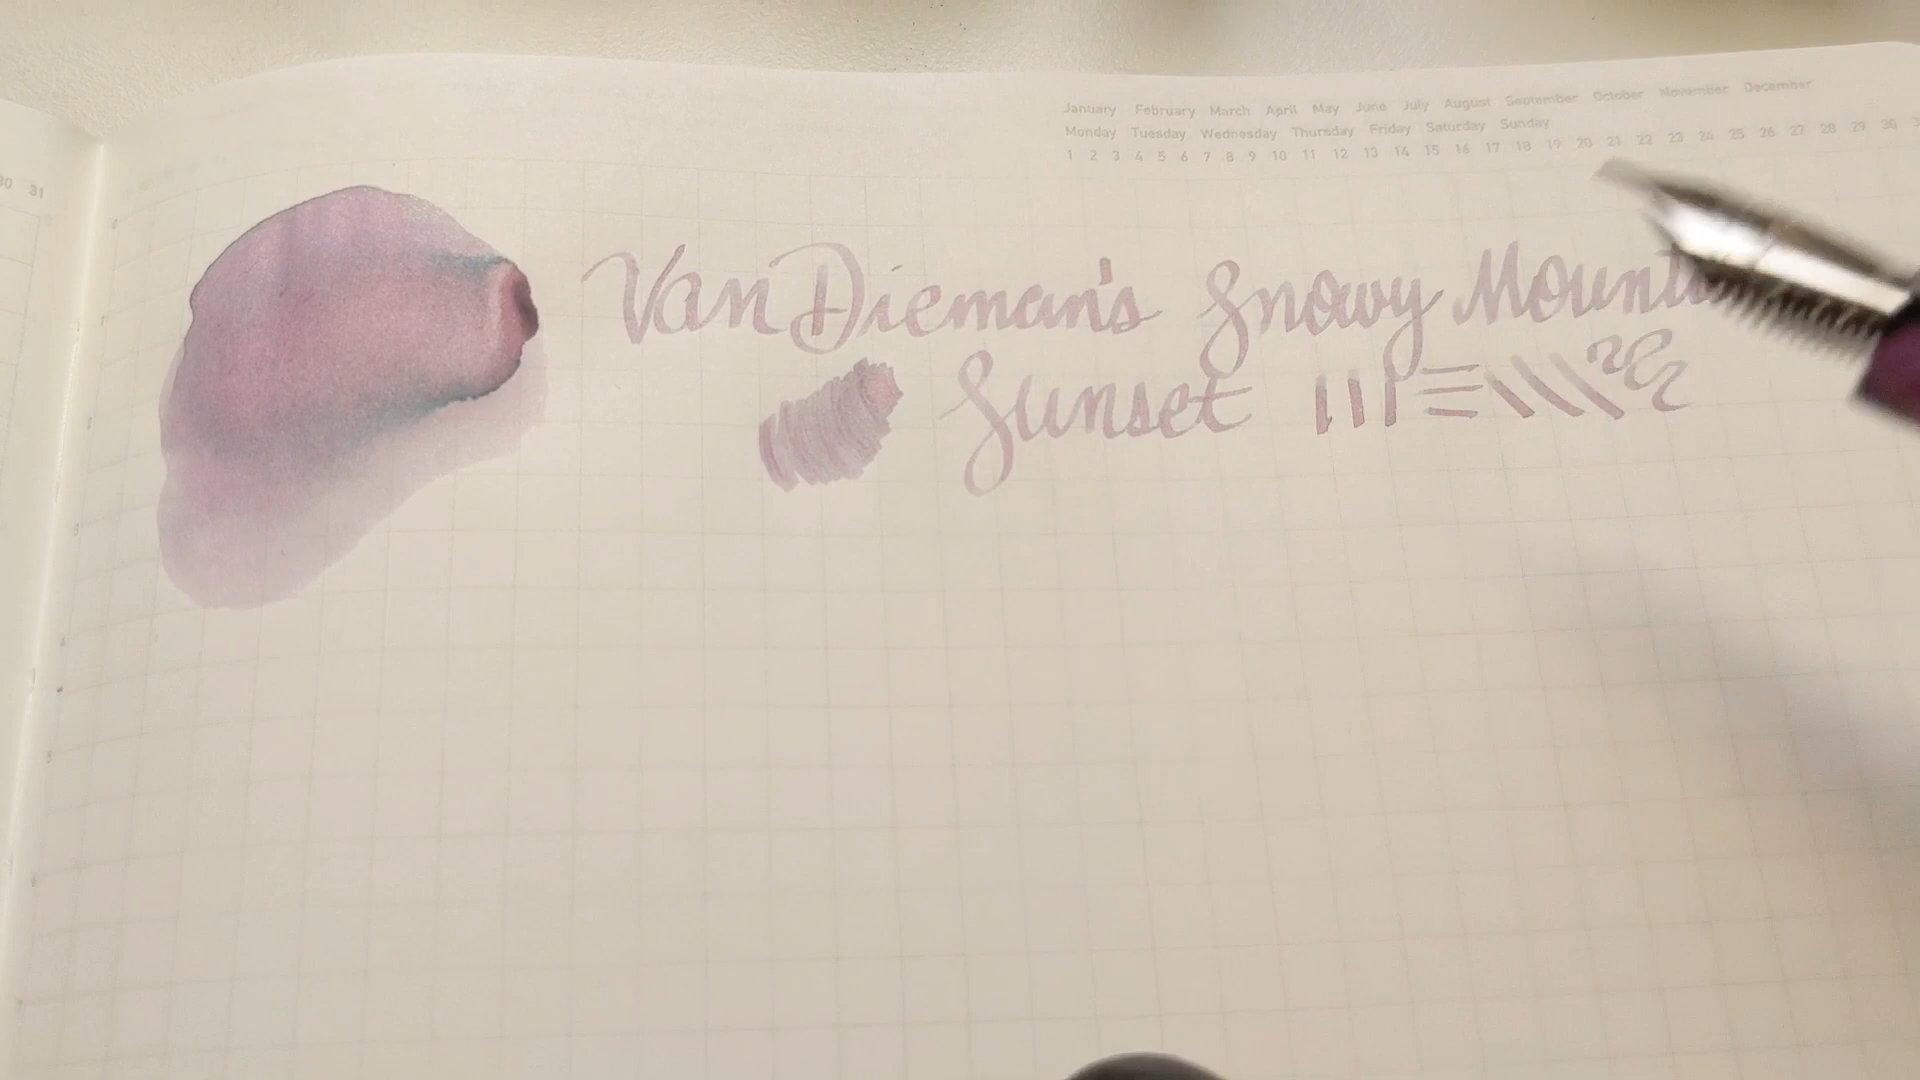 January February March April May June July August September October November December
Monday Tuesday Wednesday Thursday Friday Saturday Sunday
1 2 3 4 5 6 7 8 9 10 11 12 13 14 15 16 17 18 19 20 21 22 23 24 25 26 27 28 29 30
30 31
Van Dieman's Snowy Mount
Sunset